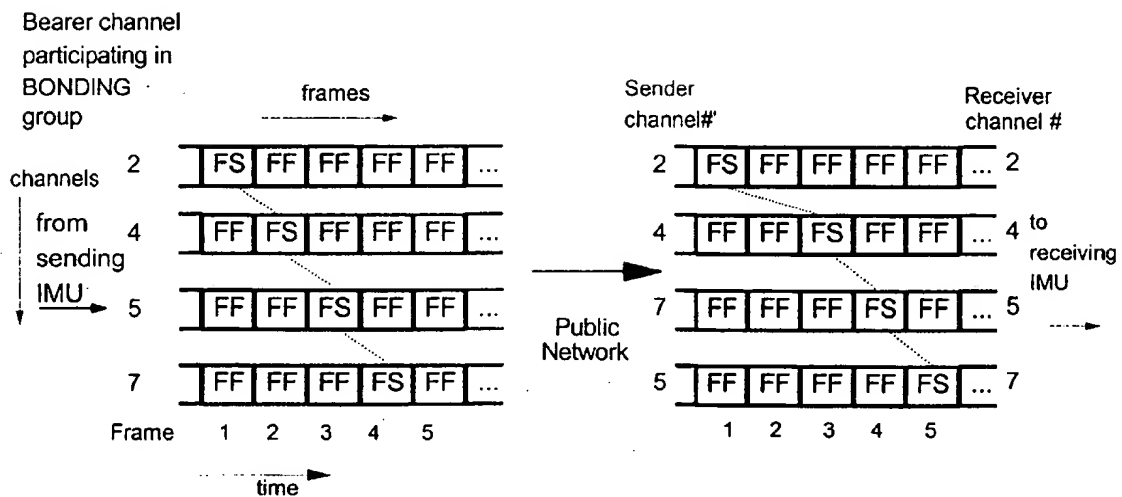 Bearer channel
participating in
BONDING
group
frames
2 FS FF FF FF FF ...
channels
from
sending
IMU
4 FF FS FF FF FF ...
5 FF FF FS FF FF ...
7 FF FF FF FS FF ...
Frame 1 2 3 4 5
time
Public
Network
Sender
channel#'
Receiver
channel #
2 FS FF FF FF FF ... 2
4 FF FF FS FF FF ... 4
to
receiving
IMU
7 FF FF FF FS FF ... 5
5 FF FF FF FF FS ... 7
1 2 3 4 5